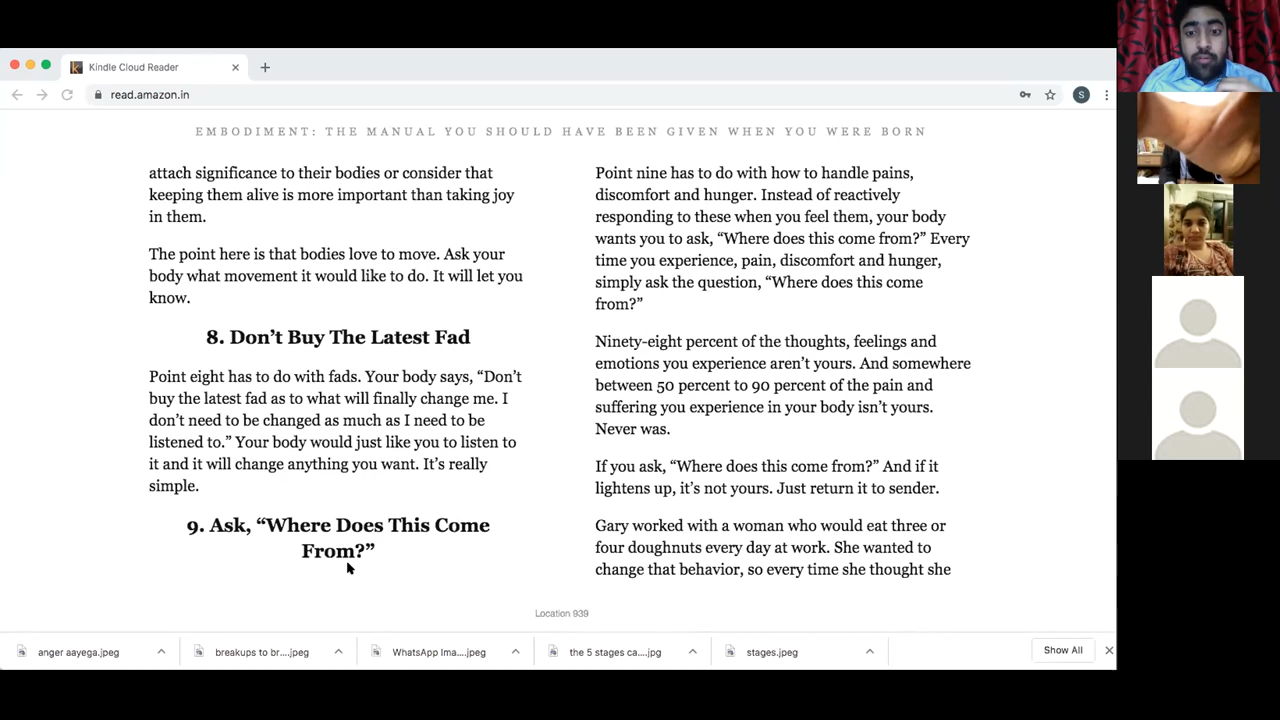 Kindle Cloud Reader
read.amazon.in
S
EMBODIMENT: THE MANUAL YOU SHOULD HAVE BEEN GIVEN WHEN YOU WERE BORN
attach significance to their bodies or consider that
keeping them alive is more important than taking joy
in them.
The point here is that bodies love to move. Ask your
body what movement it would like to do. It will let you
know.
8. Don’t Buy The Latest Fad
Point eight has to do with fads. Your body says, “Don’t
buy the latest fad as to what will finally change me. I
don’t need to be changed as much as I need to be
listened to.” Your body would just like you to listen to
it and it will change anything you want. It’s really
simple.
9. Ask, “Where Does This Come
From?”
Point nine has to do with how to handle pains,
discomfort and hunger. Instead of reactively
responding to these when you feel them, your body
wants you to ask, “Where does this come from?” Every
time you experience, pain, discomfort and hunger,
simply ask the question, “Where does this come
from?”
Ninety-eight percent of the thoughts, feelings and
emotions you experience aren’t yours. And somewhere
between 50 percent to 90 percent of the pain and
suffering you experience in your body isn’t yours.
Never was.
If you ask, “Where does this come from?” And if it
lightens up, it’s not yours. Just return it to sender.
Gary worked with a woman who would eat three or
four doughnuts every day at work. She wanted to
change that behavior, so every time she thought she
Location 939
anger aayega.jpeg
breakups to br....jpeg
WhatsApp Ima....jpeg
the 5 stages ca....jpg
stages.jpeg
Show All